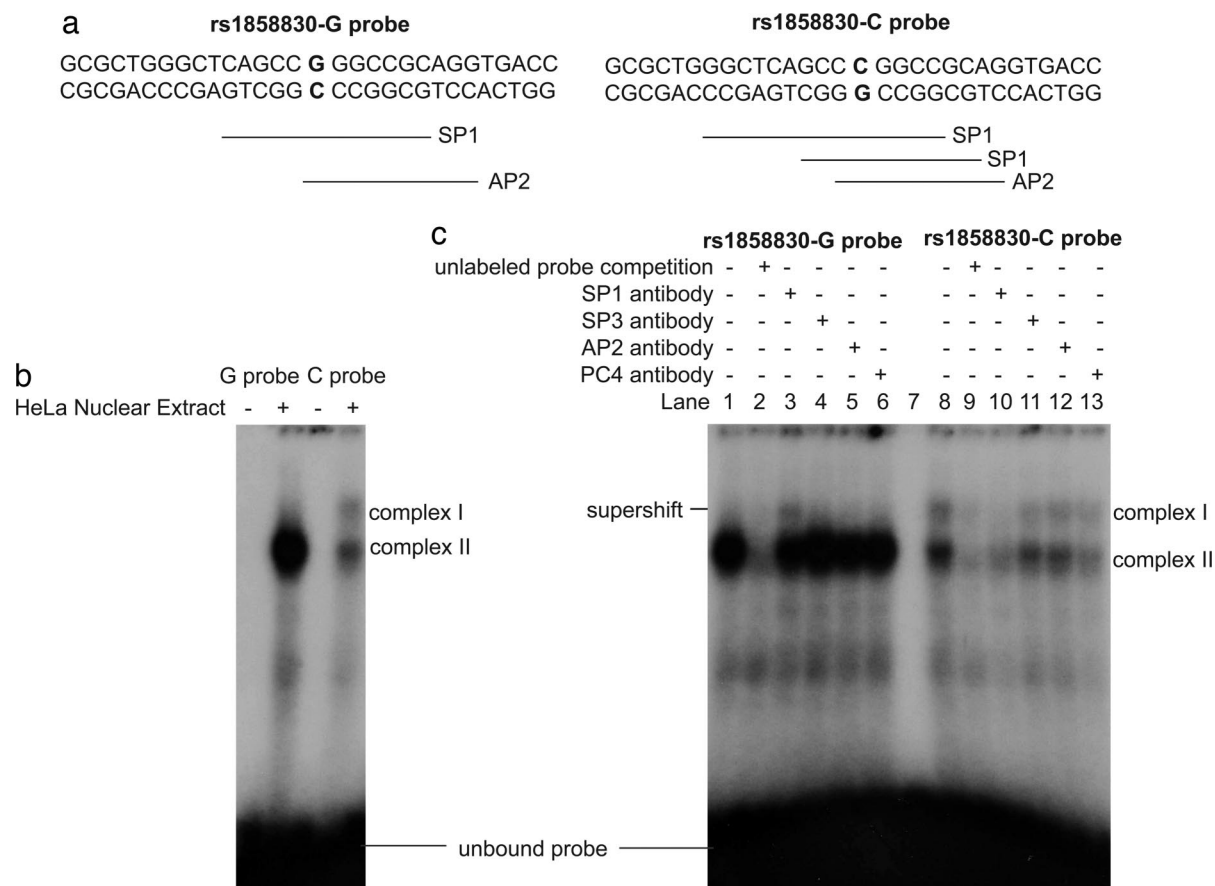 a
rs1858830-G probe
GCGCTGGGCTCAGCC G GGCCGCAGGTGACC
CGCGACCCGAGTCGG C CCGGCGTCCACTGG
SP1
AP2
rs1858830-C probe
GCGCTGGGCTCAGCC C GGCCGCAGGTGACC
CGCGACCCGAGTCGG G CCGGCGTCCACTGG
SP1
SP1
AP2
b
G probe C probe
HeLa Nuclear Extract - + - +
complex I
complex II
c
rs1858830-G probe rs1858830-C probe
unlabeled probe competition - + - - - - - + - - - -
SP1 antibody - - + - - - - - + - - -
SP3 antibody - - - + - - - - - + - -
AP2 antibody - - - - + - - - - - + -
PC4 antibody - - - - - + - - - - - +
Lane 1 2 3 4 5 6 7 8 9 10 11 12 13
supershift
complex I
complex II
unbound probe